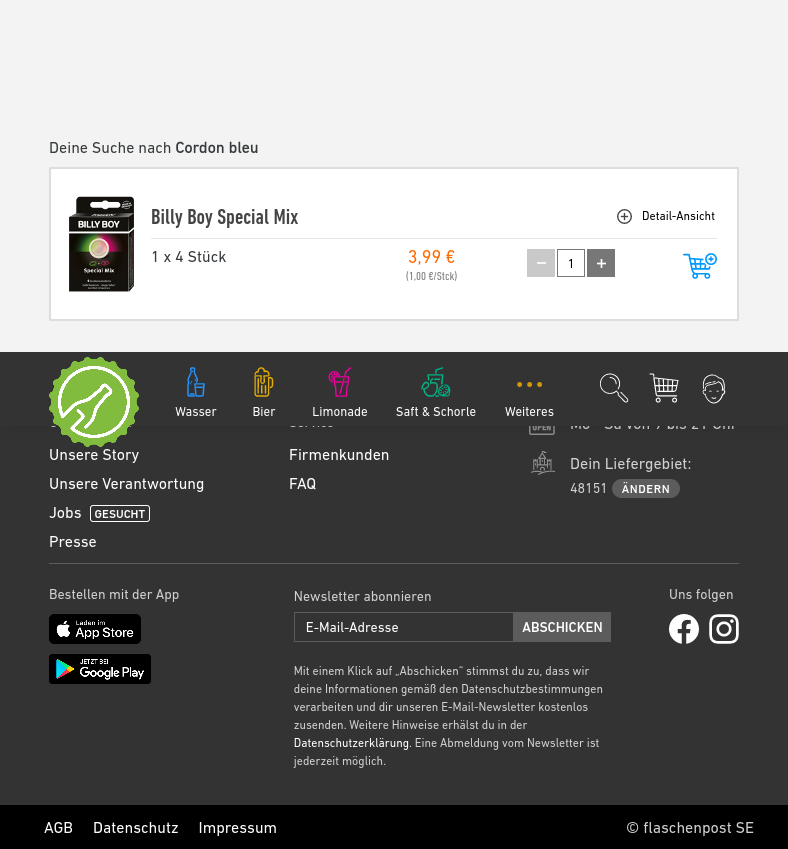 Deine Suche nach Cordon bleu
BILLY BOY
Special Mix
Billy Boy Special Mix
Detail-Ansicht
1 x 4 Stück
3,99 €
(1,00 €/Stck)
1
Wasser
Bier
Limonade
Saft & Schorle
Weiteres
OPEN
Mo - Sa von 7 bis 21 Uhr
Unsere Story
Firmenkunden
Dein Liefergebiet:
Unsere Verantwortung
FAQ
48151 ÄNDERN
Jobs GESUCHT
Presse
Bestellen mit der App
Newsletter abonnieren
Uns folgen
Laden im
App Store
E-Mail-Adresse
ABSCHICKEN
JETZT BEI
Google Play
Mit einem Klick auf „Abschicken“ stimmst du zu, dass wir
deine Informationen gemäß den Datenschutzbestimmungen
verarbeiten und dir unseren E-Mail-Newsletter kostenlos
zusenden. Weitere Hinweise erhälst du in der
Datenschutzerklärung. Eine Abmeldung vom Newsletter ist
jederzeit möglich.
AGB
Datenschutz
Impressum
© flaschenpost SE